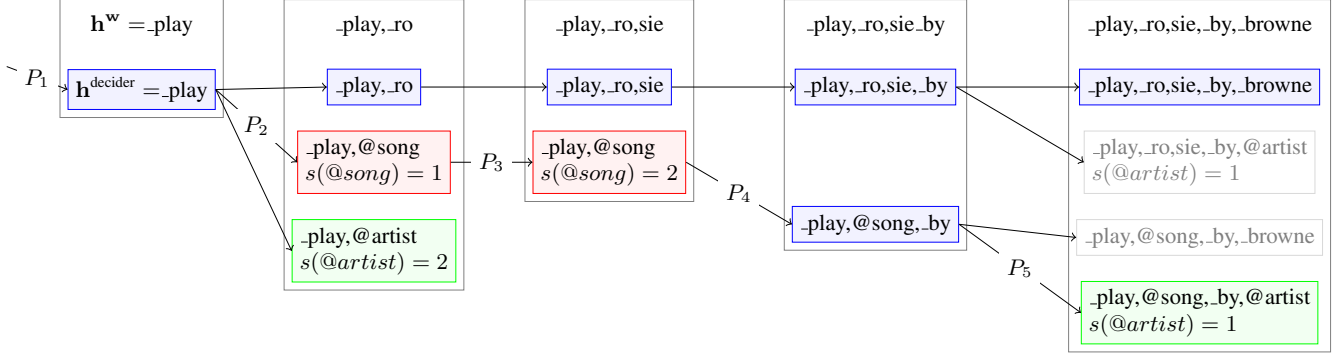 h^w = _play
P_1
h^decider = _play
P_2
_play,_ro
_play,_ro
_play,@song
s(@song) = 1
_play,@artist
s(@artist) = 2
P_3
_play,_ro,sie
_play,_ro,sie
_play,@song
s(@song) = 2
P_4
_play,_ro,sie_by
_play,_ro,sie,_by
_play,@song,_by
P_5
_play,_ro,sie,_by,_browne
_play,_ro,sie,_by,_browne
_play,_ro,sie,_by,@artist
s(@artist) = 1
_play,@song,_by,_browne
_play,@song,_by,@artist
s(@artist) = 1